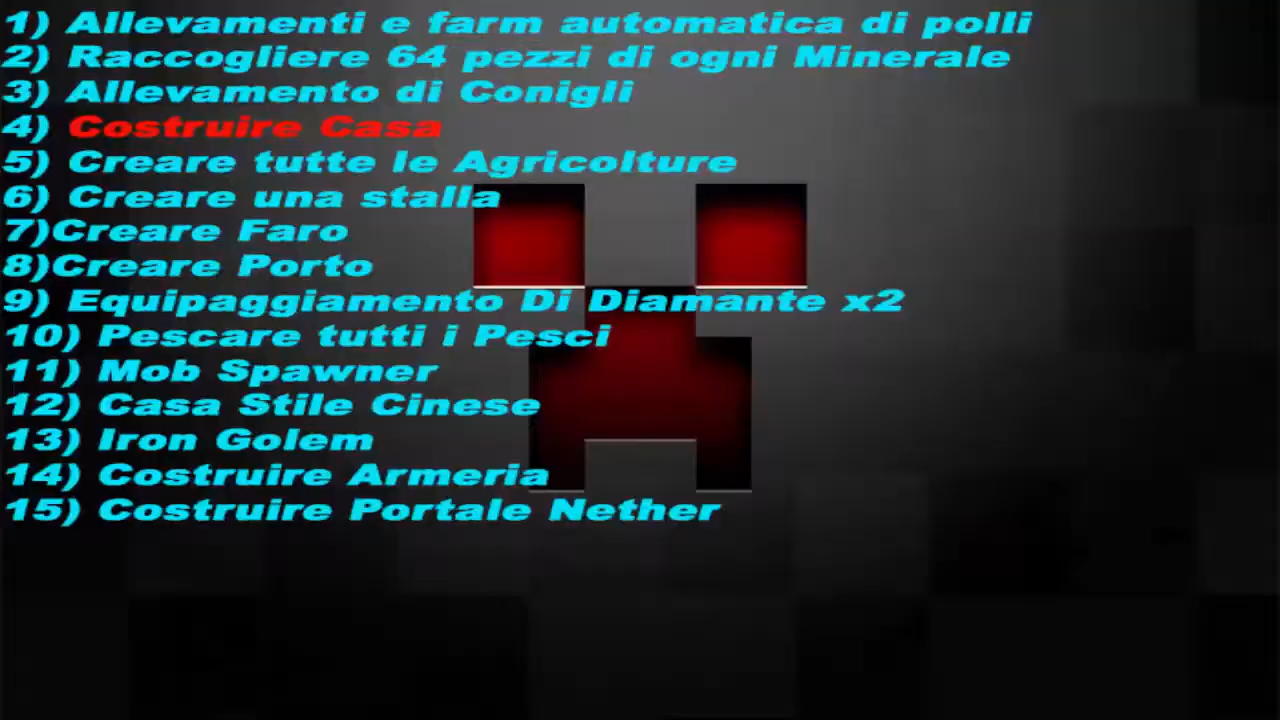 1) Allevamenti e farm automatica di polli
2) Raccogliere 64 pezzi di ogni Minerale
3) Allevamento di Conigli
4) Costruire Casa
5) Creare tutte le Agricolture
6) Creare una stalla
7)Creare Faro
8)Creare Porto
9) Equipaggiamento Di Diamante x2
10) Pescare tutti i Pesci
11) Mob Spawner
12) Casa Stile Cinese
13) Iron Golem
14) Costruire Armeria
15) Costruire Portale Nether